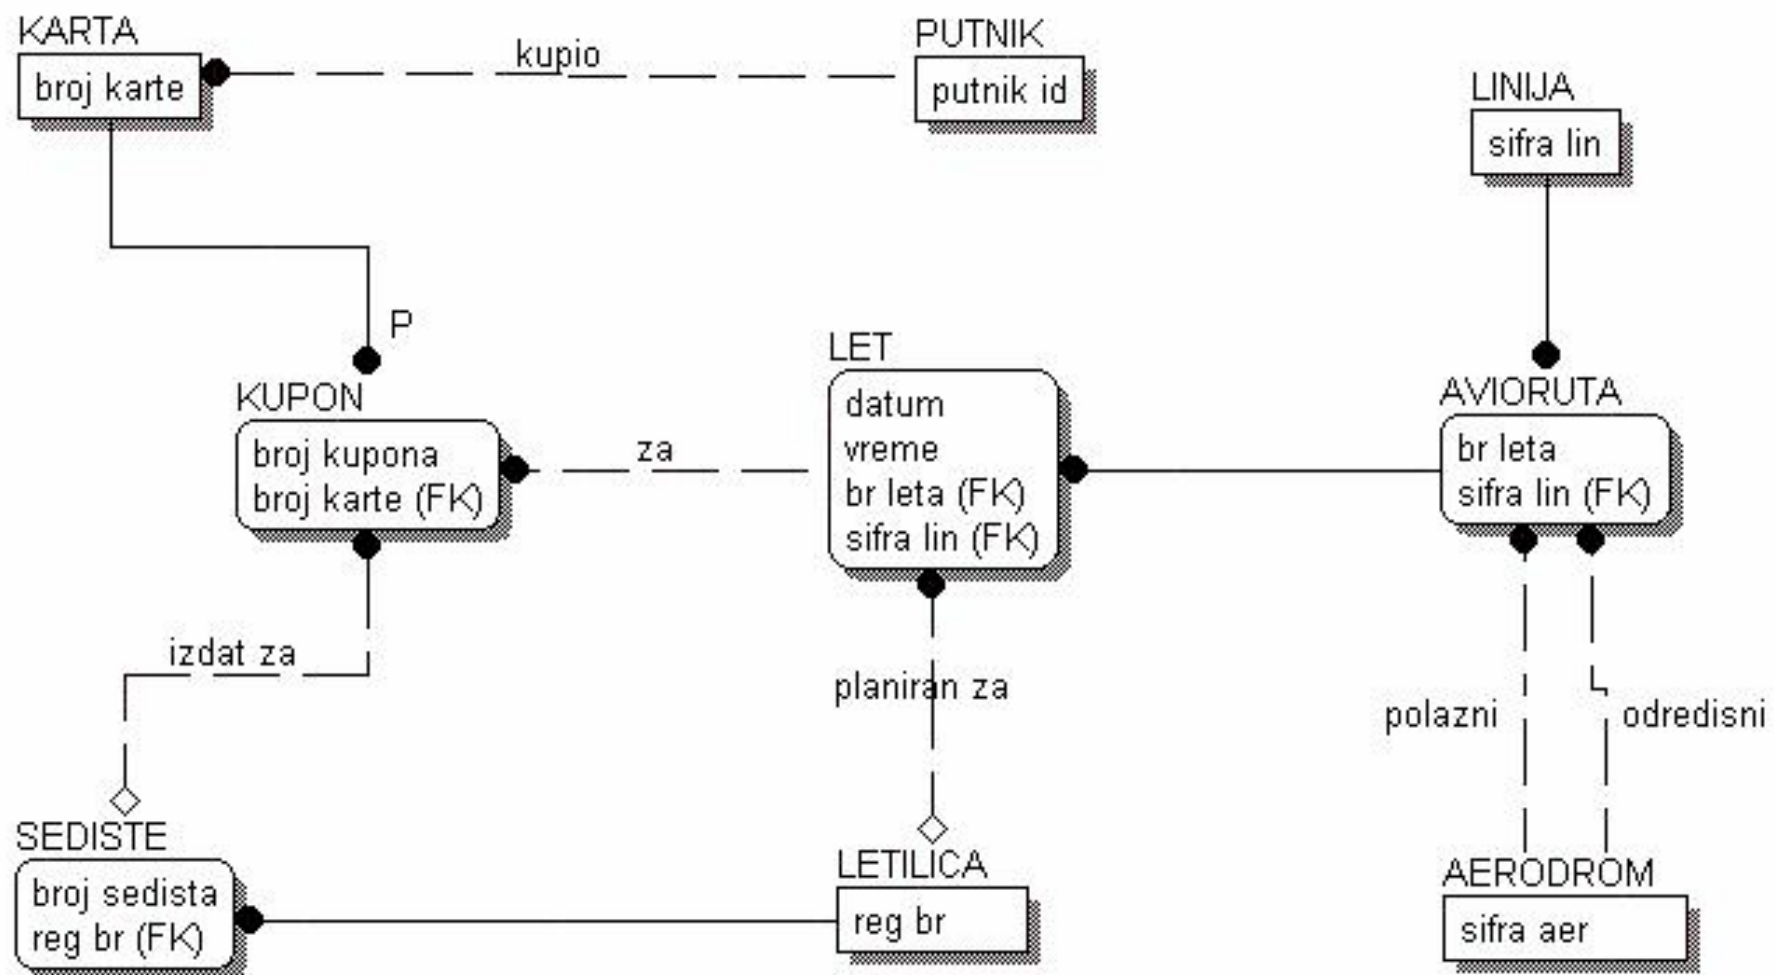 KARTA
broj karte
kupio
PUTNIK
putnik id
LINIJA
sifra lin
P
KUPON
broj kupona
broj karte (FK)
za
LET
datum
vreme
br leta (FK)
sifra lin (FK)
AVIORUTA
br leta
sifra lin (FK)
izdat za
planiran za
polazni
odredisni
SEDISTE
broj sedista
reg br (FK)
LETILICA
reg br
AERODROM
sifra aer